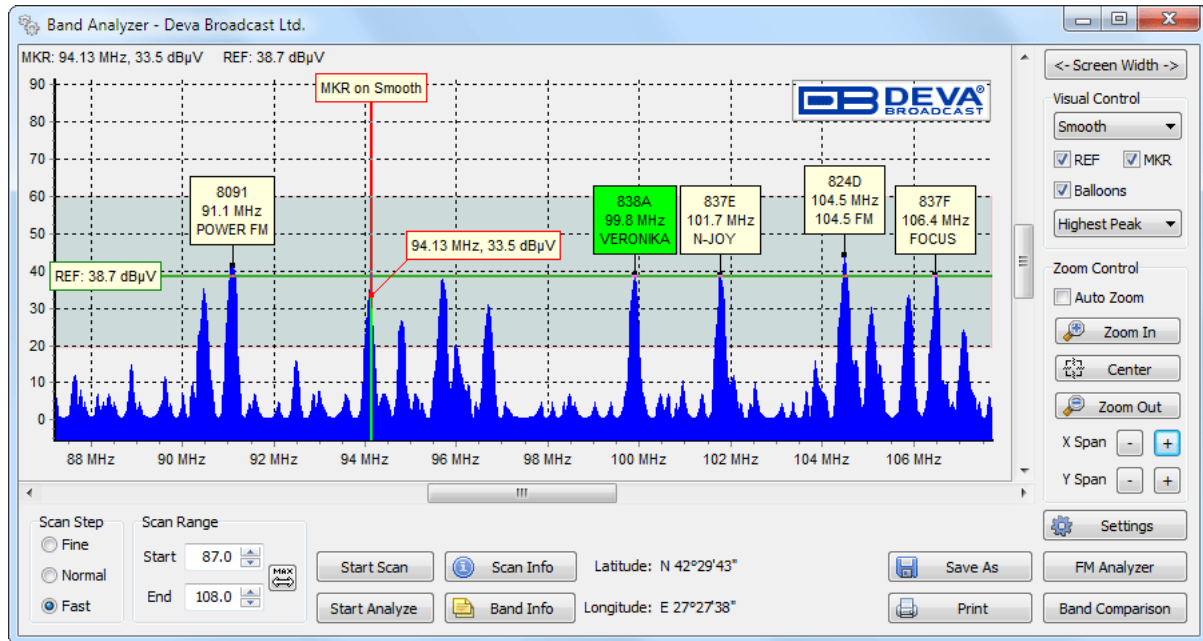 Band Analyzer - Deva Broadcast Ltd.
MKR: 94.13 MHz, 33.5 dBµV REF: 38.7 dBµV
<- Screen Width ->
90
MKR on Smooth
DEVA®
BROADCAST
Visual Control
Smooth
80
REF
MKR
70
Balloons
Highest Peak
60
8091
91.1 MHz
POWER FM
838A
99.8 MHz
VERONIKA
837E
101.7 MHz
N-JOY
824D
104.5 MHz
104.5 FM
837F
106.4 MHz
FOCUS
50
94.13 MHz, 33.5 dBµV
40
REF: 38.7 dBµV
30
20
10
0
Zoom Control
Auto Zoom
Zoom In
Center
Zoom Out
X Span - +
Y Span - +
88 MHz 90 MHz 92 MHz 94 MHz 96 MHz 98 MHz 100 MHz 102 MHz 104 MHz 106 MHz
Scan Step
Fine
Normal
Fast
Scan Range
Start 87.0
End 108.0
MAX
Start Scan
Scan Info
Latitude: N 42°29'43"
Save As
Start Analyze
Band Info
Longitude: E 27°27'38"
Print
Settings
FM Analyzer
Band Comparison